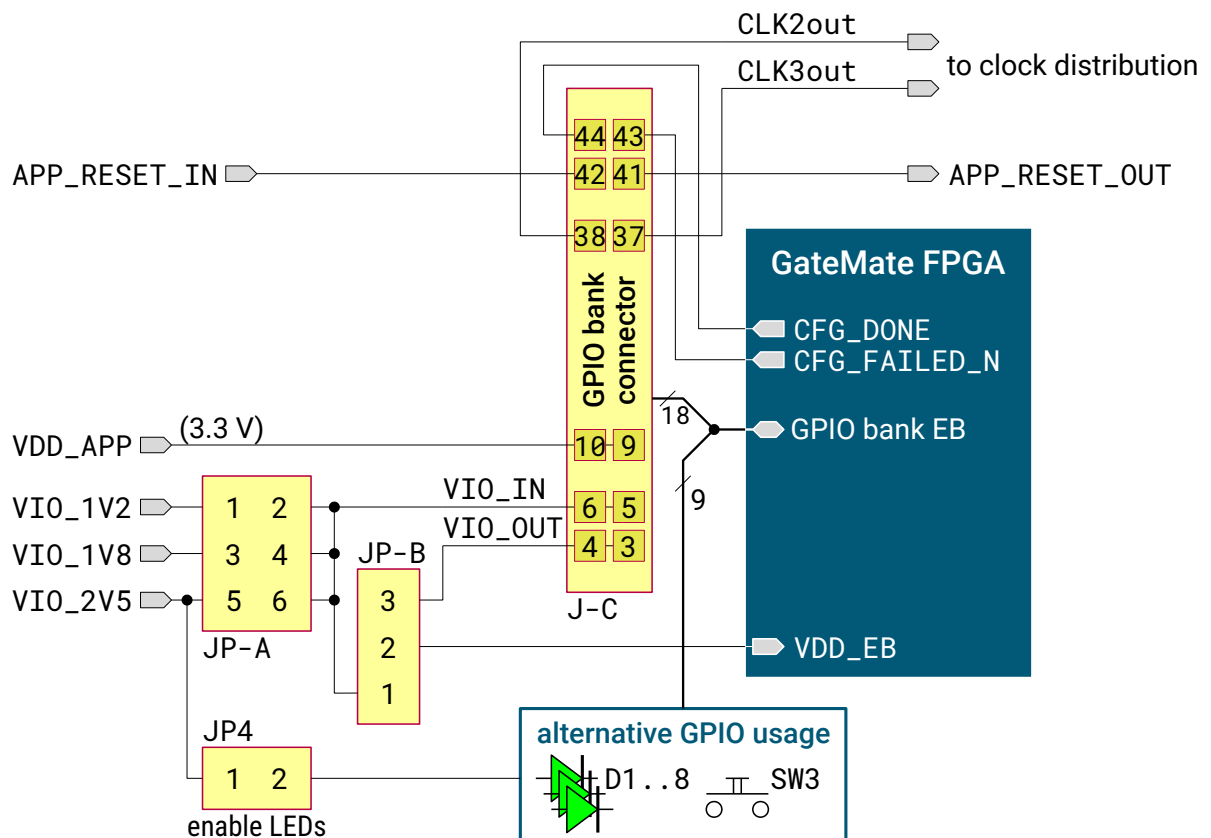 CLK2out
to clock distribution
CLK3out
44 43
APP_RESET_IN 42 41 APP_RESET_OUT
38 37
GateMate FPGA
GPIO bank
connector
CFG_DONE
CFG_FAILED_N
18
GPIO bank EB
VDD_APP (3.3 V) 10 9
9
VIO_1V2 1 2 VIO_IN 6 5
VIO_OUT 4 3
VIO_1V8 3 4 JP-B
VIO_2V5 5 6 3
J-C
JP-A 2 VDD_EB
1
JP4
alternative GPIO usage
1 2 D1..8 SW3
enable LEDs